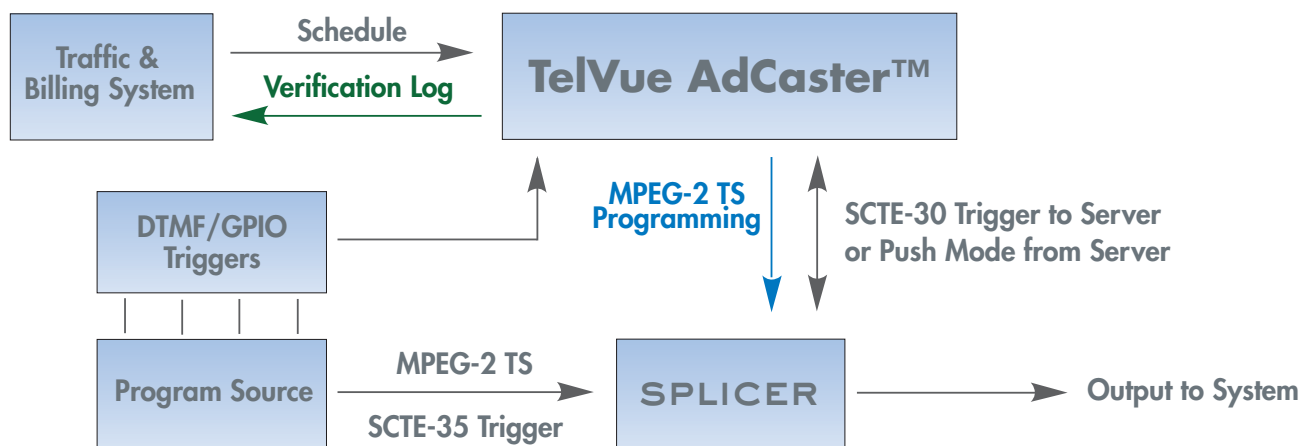 Traffic &
Billing System
Schedule
Verification Log
TelVue AdCaster™
DTMF/GPIO
Triggers
MPEG-2 TS
Programming
SCTE-30 Trigger to Server
or Push Mode from Server
Program Source
MPEG-2 TS
SCTE-35 Trigger
SPLICER
Output to System